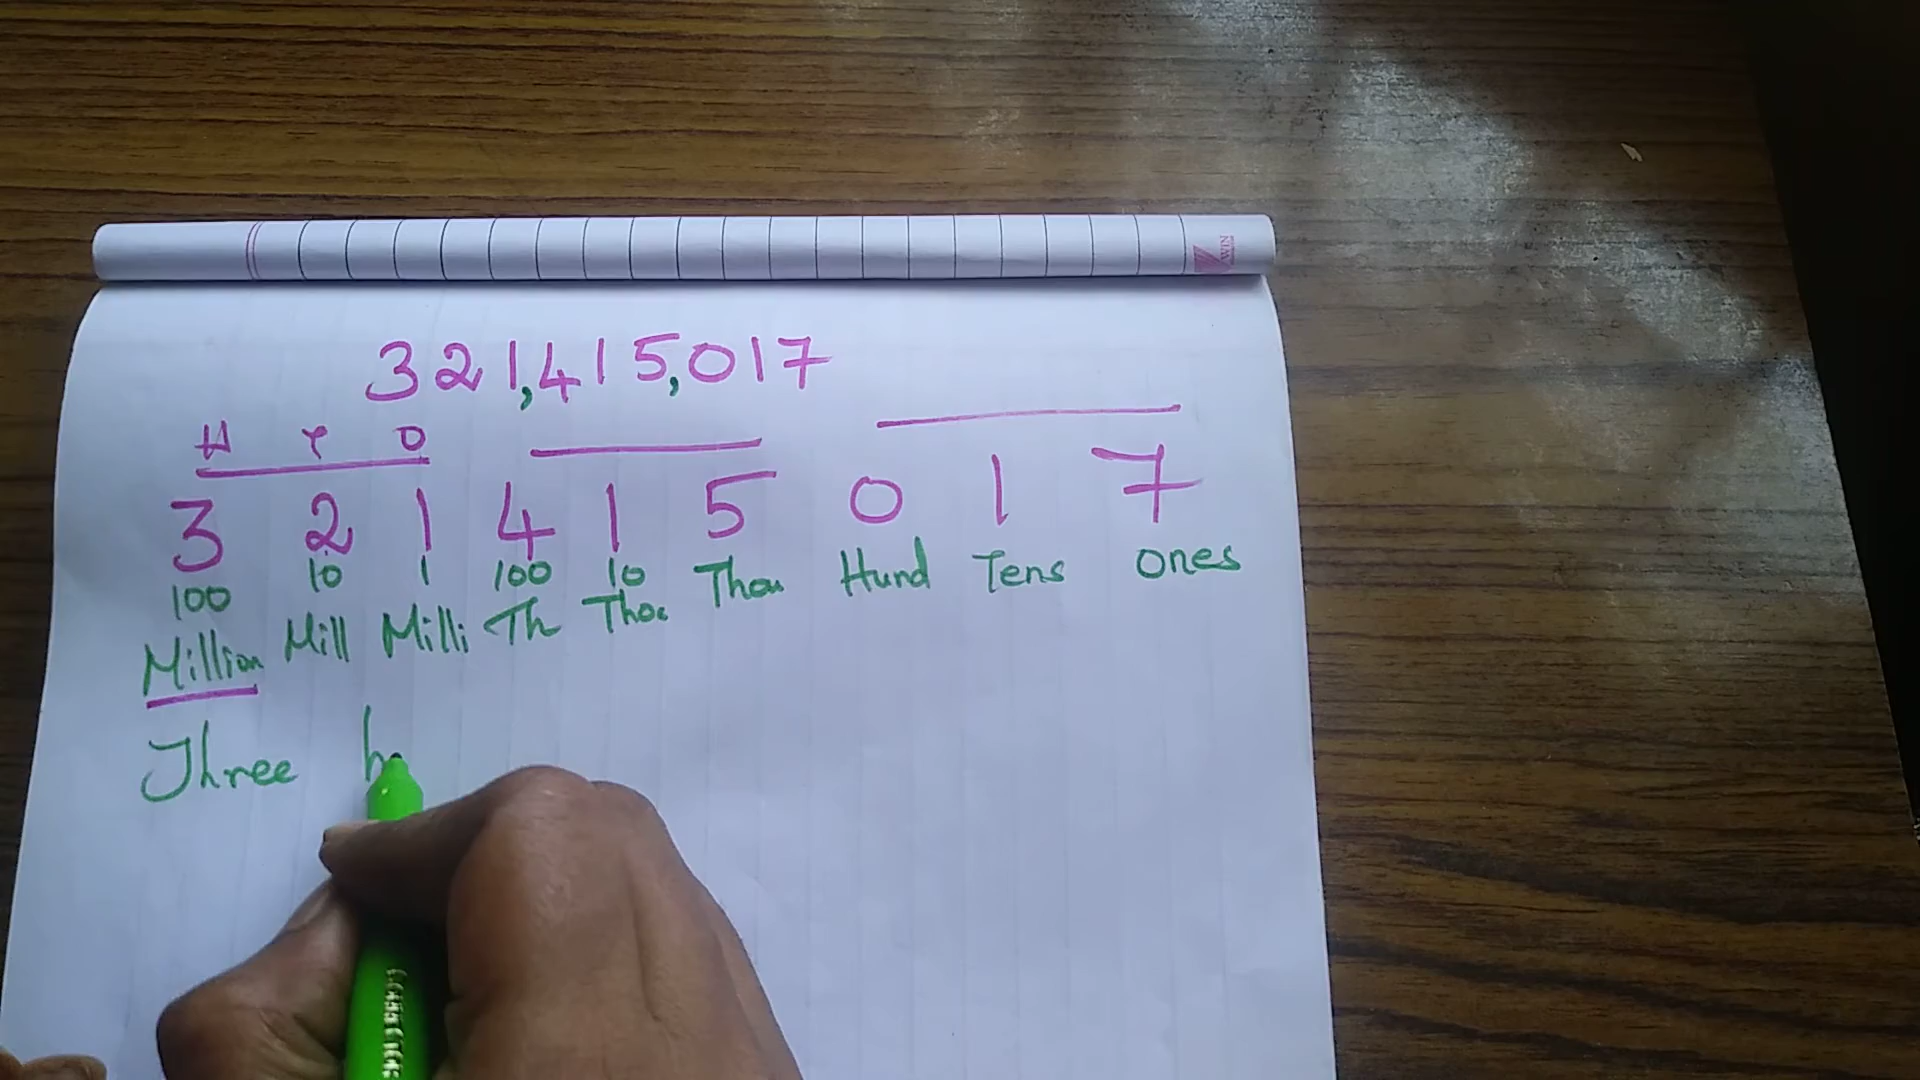 321,415,017
H T O
3 2 1 4 1 5 0 1 7
100 10 1 100 10 Thou Hund Tens Ones
Million Mill Milli Th Thou
Three h
WIN